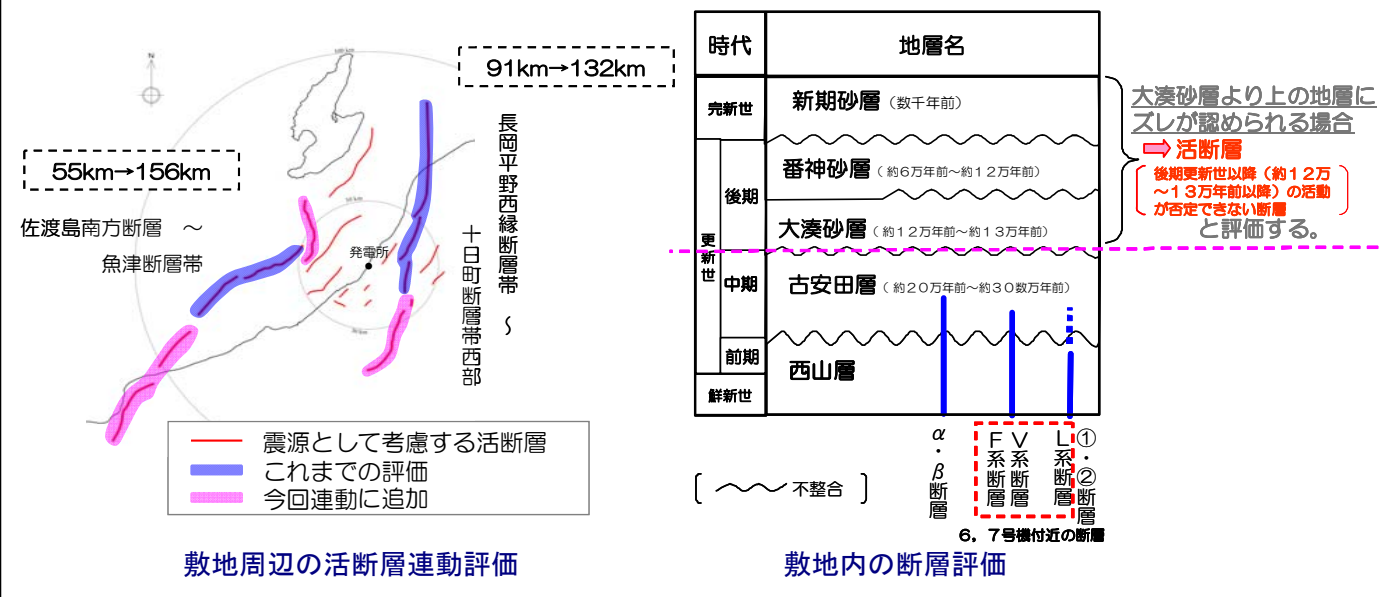 N
100 km
91km→132km
55km→156km
佐渡島南方断層 ～
魚津断層帯
長岡平野西縁断層帯 ～
十日町断層帯西部
発電所
30 km
震源として考慮する活断層
これまでの評価
今回連動に追加
敷地周辺の活断層連動評価
時代
地層名
完新世
新期砂層（数千年前）
更新世
後期
番神砂層（約６万年前～約１２万年前）
大湊砂層（約１２万年前～約１３万年前）
中期
古安田層（約２０万年前～約３０数万年前）
前期
西山層
鮮新世
大湊砂層より上の地層に
ズレが認められる場合
活断層
後期更新世以降（約１２万
～１３万年前以降）の活動
が否定できない断層
と評価する。
α・β断層
F系断層
V系断層
L系断層
①・②断層
６，７号機付近の断層
不整合
敷地内の断層評価